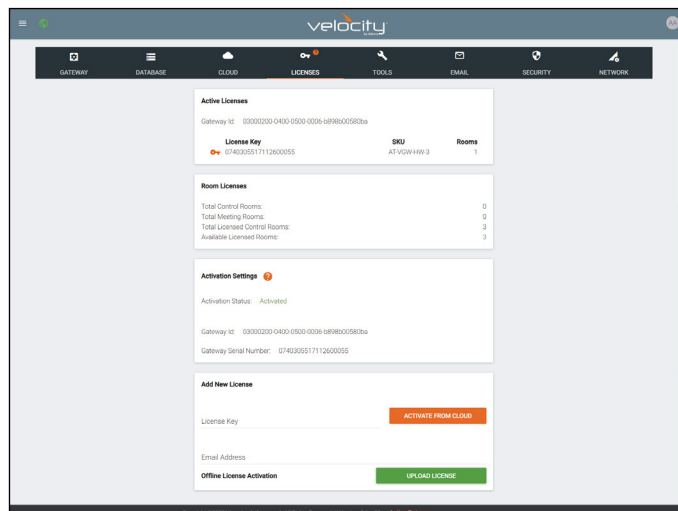 velocity
GATEWAY DATABASE CLOUD LICENSES TOOLS EMAIL SECURITY NETWORK
Active Licenses
Gateway Id: 03000200-0400-0500-0006-b898b00580ba
License Key SKU Rooms
0740305517112600055 AT-VGW-HW-3 1
Room Licenses
Total Control Rooms: 0
Total Meeting Rooms: 0
Total Licensed Control Rooms: 3
Available Licensed Rooms: 3
Activation Settings ?
Activation Status: Activated
Gateway Id: 03000200-0400-0500-0006-b898b00580ba
Gateway Serial Number: 0740305517112600055
Add New License
License Key
ACTIVATE FROM CLOUD
Email Address
Offline License Activation UPLOAD LICENSE